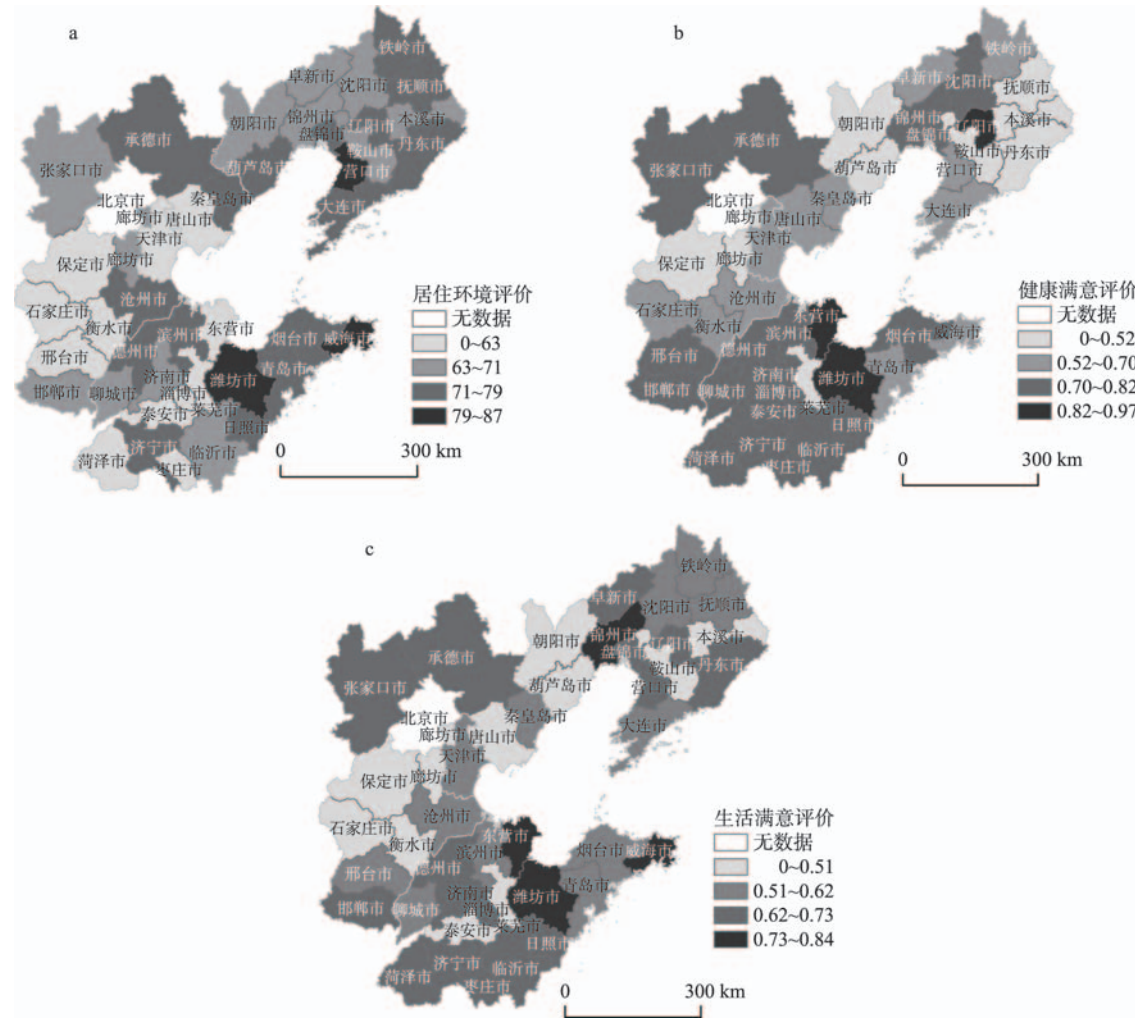 a
铁岭市
阜新市
沈阳市
抚顺市
朝阳市
锦州市
盘锦市
辽阳市
本溪市
承德市
鞍山市
丹东市
葫芦岛市
营口市
张家口市
秦皇岛市
大连市
北京市
廊坊市
唐山市
天津市
保定市
廊坊市
沧州市
石家庄市
衡水市
滨州市
东营市
烟台市
威海市
邢台市
德州市
青岛市
济南市
潍坊市
邯郸市
聊城市
淄博市
泰安市
莱芜市
日照市
济宁市
临沂市
菏泽市
枣庄市
居住环境评价
无数据
0~63
63~71
71~79
79~87
0
300 km
b
铁岭市
阜新市
沈阳市
抚顺市
朝阳市
锦州市
盘锦市
辽阳市
本溪市
承德市
鞍山市
丹东市
葫芦岛市
营口市
张家口市
秦皇岛市
大连市
北京市
廊坊市
唐山市
天津市
保定市
廊坊市
沧州市
石家庄市
衡水市
滨州市
东营市
烟台市
威海市
邢台市
德州市
青岛市
济南市
潍坊市
邯郸市
聊城市
淄博市
泰安市
莱芜市
日照市
济宁市
临沂市
菏泽市
枣庄市
健康满意评价
无数据
0~0.52
0.52~0.70
0.70~0.82
0.82~0.97
0
300 km
c
铁岭市
阜新市
沈阳市
抚顺市
朝阳市
锦州市
盘锦市
辽阳市
本溪市
承德市
鞍山市
丹东市
葫芦岛市
营口市
张家口市
秦皇岛市
大连市
北京市
廊坊市
唐山市
天津市
保定市
廊坊市
沧州市
石家庄市
衡水市
滨州市
东营市
烟台市
威海市
邢台市
德州市
青岛市
济南市
潍坊市
邯郸市
聊城市
淄博市
泰安市
莱芜市
日照市
济宁市
临沂市
菏泽市
枣庄市
生活满意评价
无数据
0~0.51
0.51~0.62
0.62~0.73
0.73~0.84
0
300 km